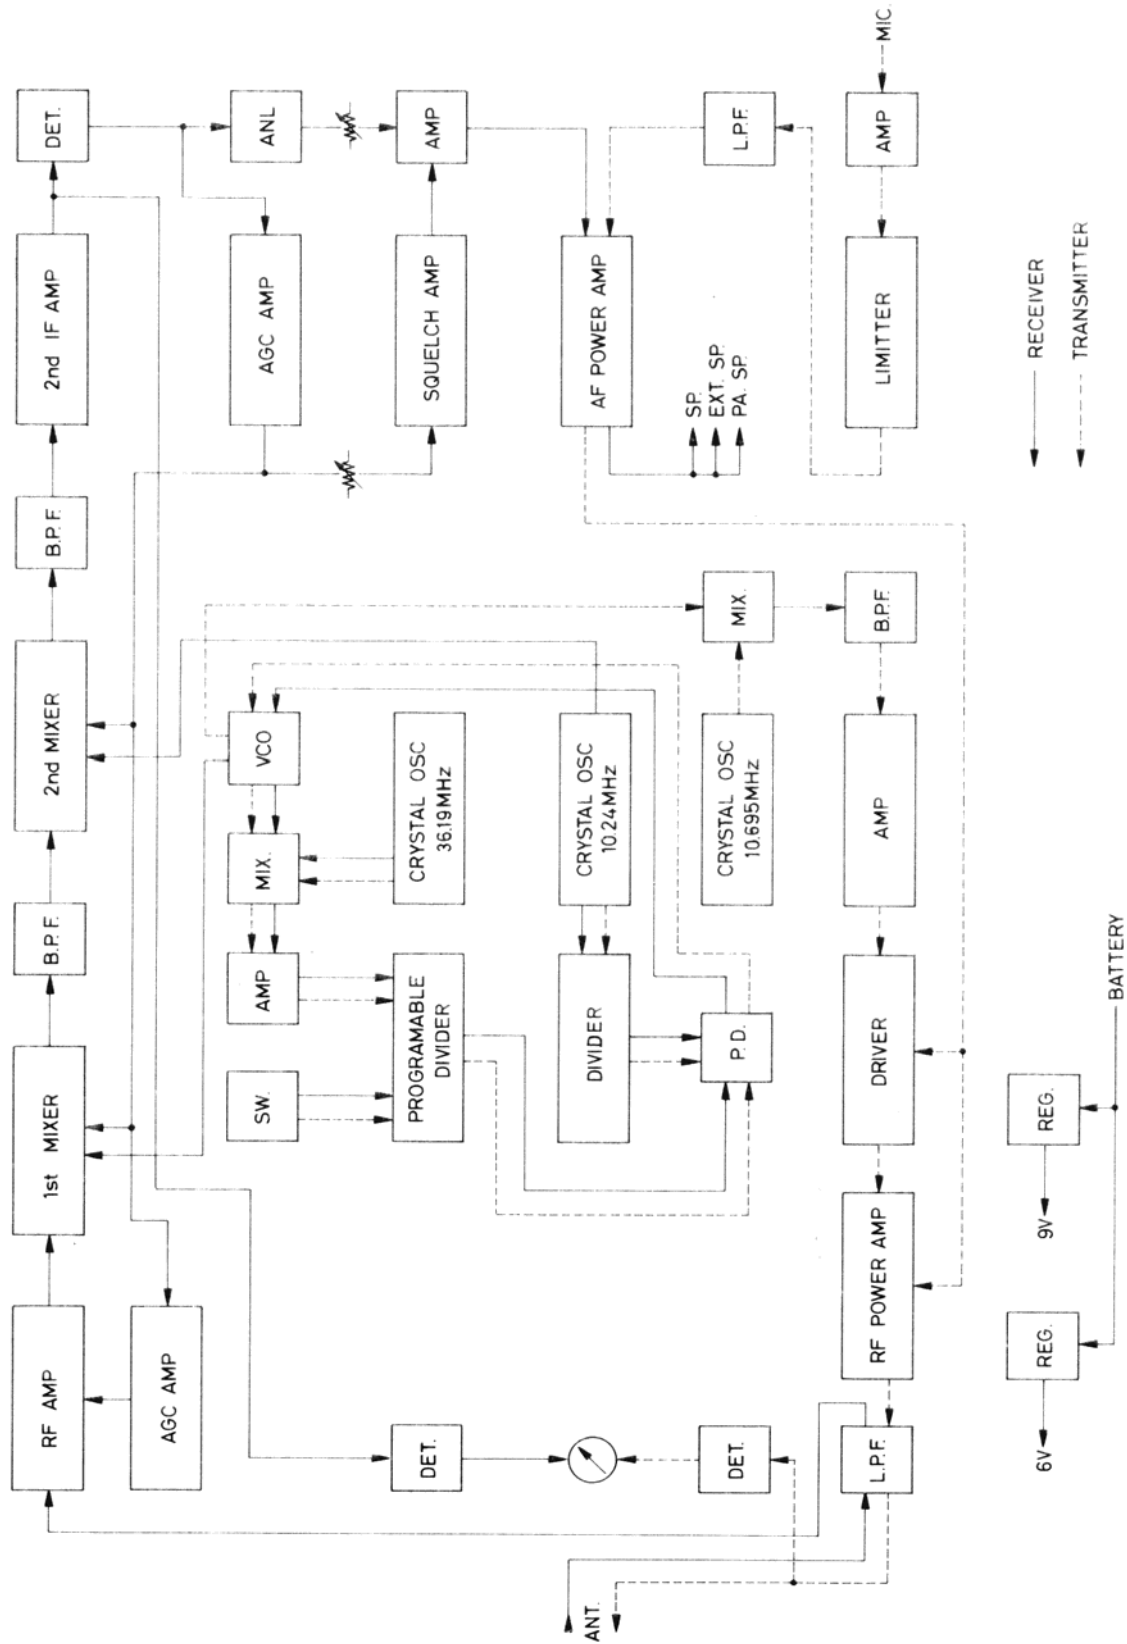 RF AMP
1st MIXER
B.P.F.
2nd MIXER
B.P.F.
2nd IF AMP
DET.
AGC AMP
SW.
AMP
MIX.
VCO
AGC AMP
ANL
DET.
PROGRAMABLE
DIVIDER
CRYSTAL OSC
36.19MHz
SQUELCH AMP
AMP
DIVIDER
CRYSTAL OSC
10.24MHz
AF POWER AMP
ANT.
SP.
EXT. SP.
PA. SP.
DET.
P.D.
CRYSTAL OSC
10.695MHz
MIX.
L.P.F.
L.P.F.
RF POWER AMP
DRIVER
AMP
B.P.F.
LIMITTER
AMP
MIC.
6V
REG.
9V
REG.
BATTERY
RECEIVER
TRANSMITTER